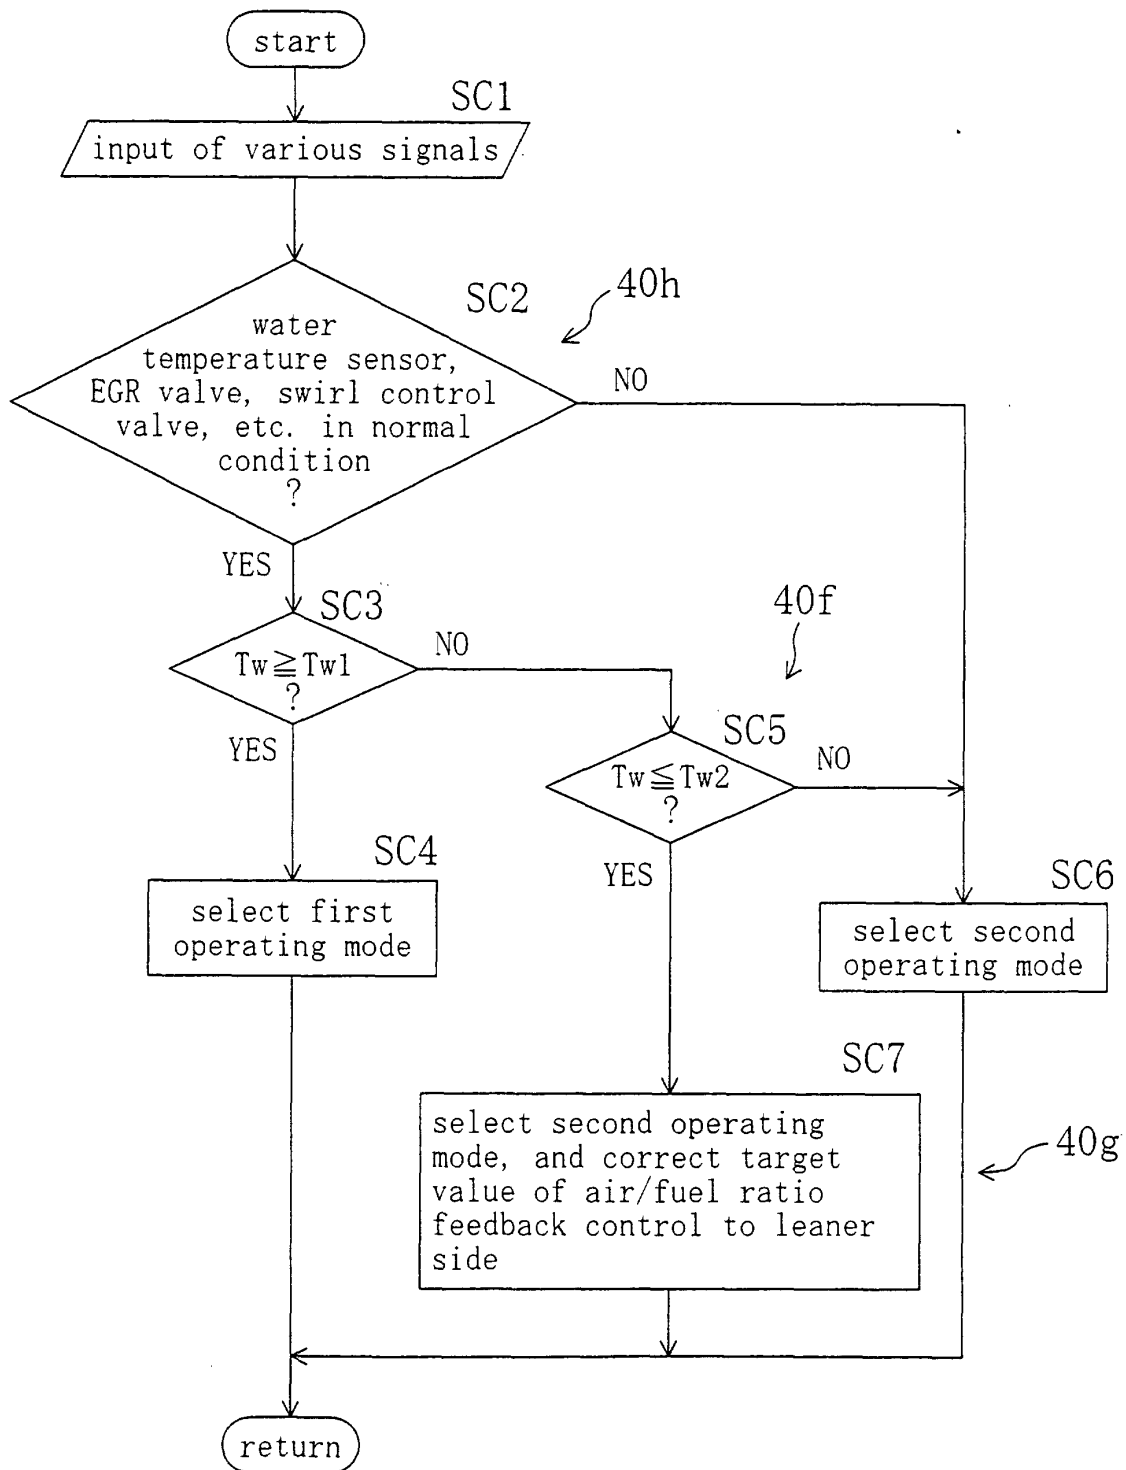 start
SC1
input of various signals
SC2
40h
water
temperature sensor,
EGR valve, swirl control
valve, etc. in normal
condition
?
NO
YES
SC3
40f
Tw≧Tw1
?
NO
YES
SC5
Tw≦Tw2
?
NO
YES
SC4
select first
operating mode
SC6
select second
operating mode
SC7
select second operating
mode, and correct target
value of air/fuel ratio
feedback control to leaner
side
40g
return